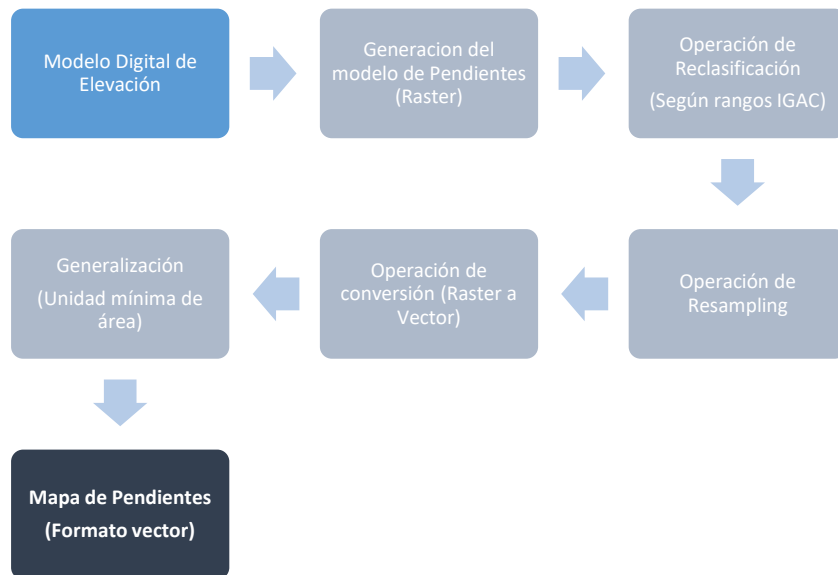 Modelo Digital de
Elevación
Generacion del
modelo de Pendientes
(Raster)
Operación de
Reclasificación
(Según rangos IGAC)
Operación de
Resampling
Operación de
conversión (Raster a
Vector)
Generalización
(Unidad mínima de
área)
Mapa de Pendientes
(Formato vector)